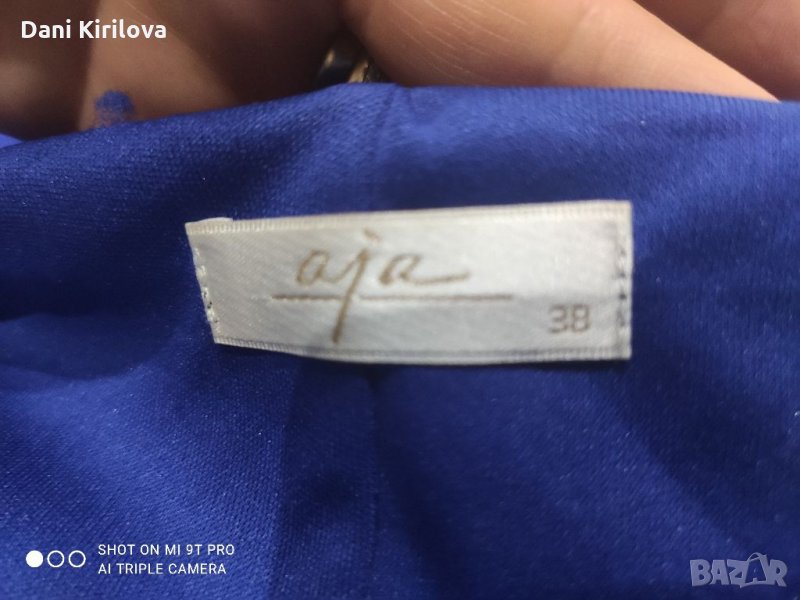 Dani Kirilova
aja
38
SHOT ON MI 9T PRO
AI TRIPLE CAMERA
BAZAR